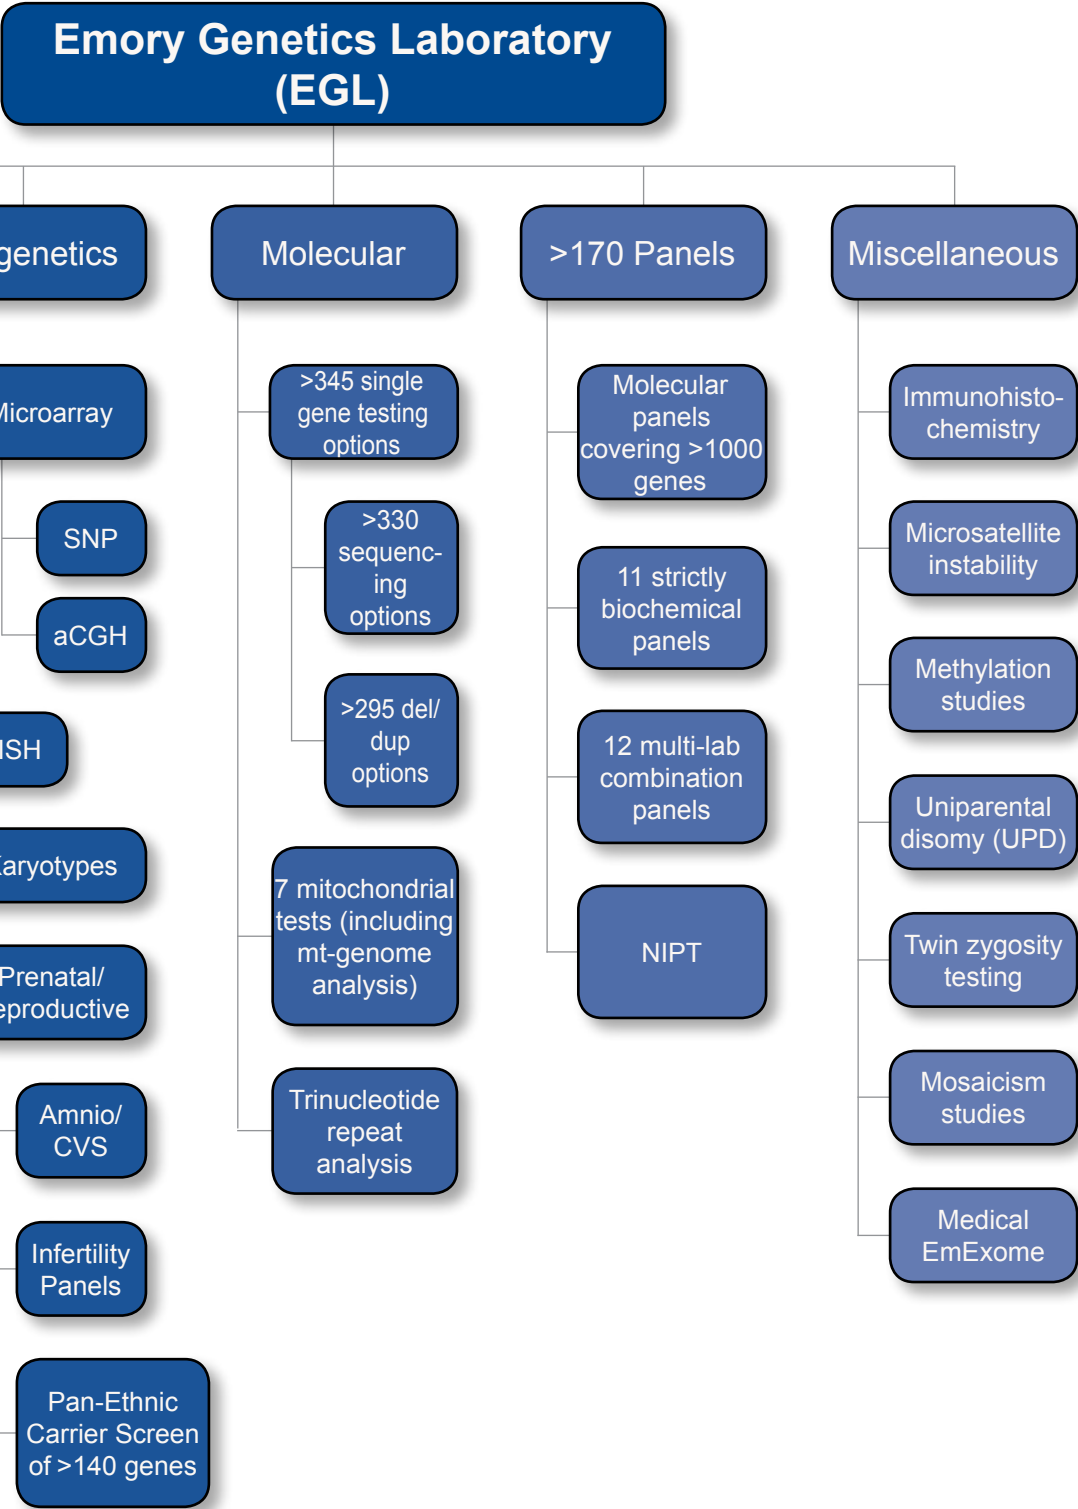 Emory Genetics Laboratory
(EGL)
genetics
Microarray
SNP
aCGH
ISH
Karyotypes
Prenatal/
eproductive
Amnio/
CVS
Infertility
Panels
Pan-Ethnic
Carrier Screen
of >140 genes
Molecular
>345 single
gene testing
options
>330
sequenc-
ing
options
>295 del/
dup
options
7 mitochondrial
tests (including
mt-genome
analysis)
Trinucleotide
repeat
analysis
>170 Panels
Molecular
panels
covering >1000
genes
11 strictly
biochemical
panels
12 multi-lab
combination
panels
NIPT
Miscellaneous
Immunohisto-
chemistry
Microsatellite
instability
Methylation
studies
Uniparental
disomy (UPD)
Twin zygosity
testing
Mosaicism
studies
Medical
EmExome